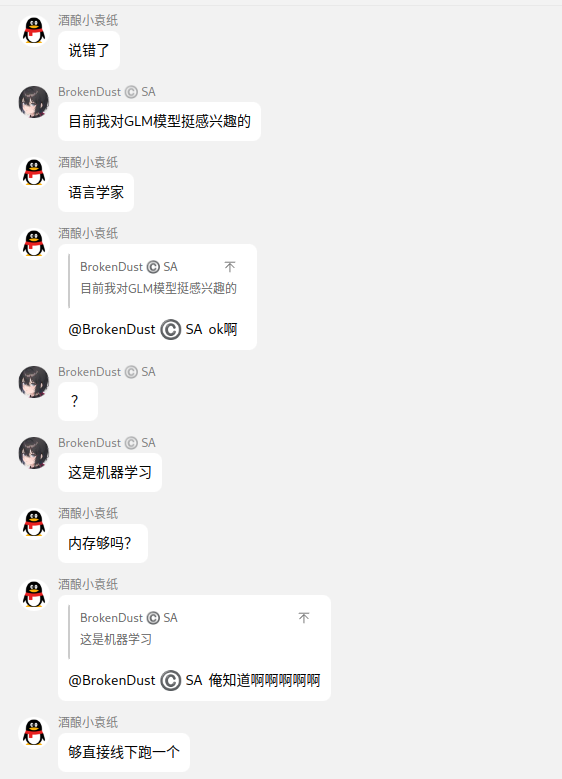 酒酿小袁纸
说错了
BrokenDust © SA
目前我对GLM模型挺感兴趣的
酒酿小袁纸
语言学家
酒酿小袁纸
BrokenDust © SA
目前我对GLM模型挺感兴趣的
@BrokenDust © SA ok啊
BrokenDust © SA
？
BrokenDust © SA
这是机器学习
酒酿小袁纸
内存够吗?
酒酿小袁纸
BrokenDust © SA
这是机器学习
@BrokenDust © SA 俺知道啊啊啊啊啊
酒酿小袁纸
够直接线下跑一个